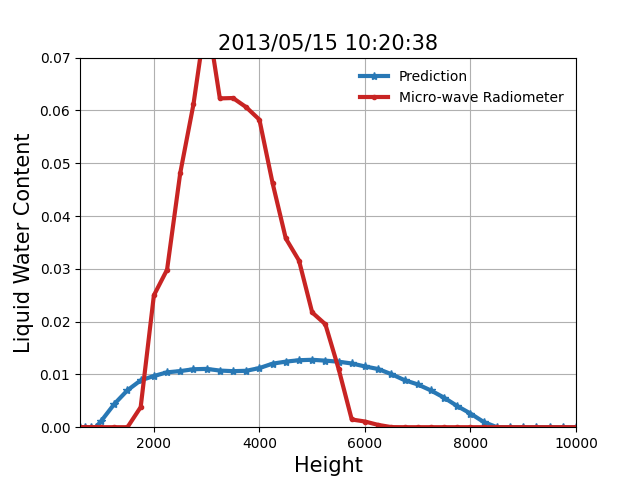 2013/05/15 10:20:38
0.07
0.06
0.05
0.04
0.03
0.02
0.01
0.00
Liquid Water Content
Prediction
Micro-wave Radiometer
2000 4000 6000 8000 10000
Height